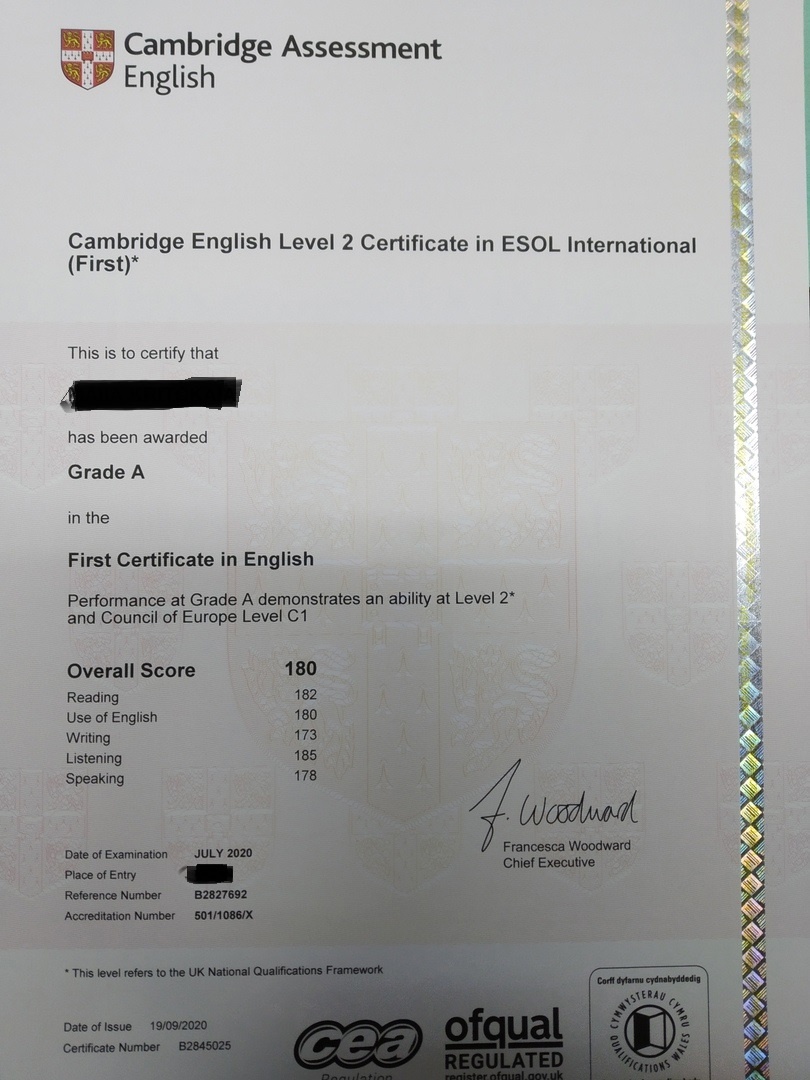 Cambridge Assessment
English
Cambridge English Level 2 Certificate in ESOL International
(First)*
This is to certify that
has been awarded
Grade A
in the
First Certificate in English
Performance at Grade A demonstrates an ability at Level 2*
and Council of Europe Level C1
Overall Score 180
Reading 182
Use of English 180
Writing 173
Listening 185
Speaking 178
F. Woodward
Francesca Woodward
Chief Executive
Date of Examination JULY 2020
Place of Entry
Reference Number B2827692
Accreditation Number 501/1086/X
* This level refers to the UK National Qualifications Framework
Date of Issue 19/09/2020
Certificate Number B2845025
cea
Regulation
ofqual
REGULATED
register.ofqual.gov.uk
Corff dyfarnu cydnabyddedig
CYMWYSTERAU CYMRU
QUALIFICATIONS WALES